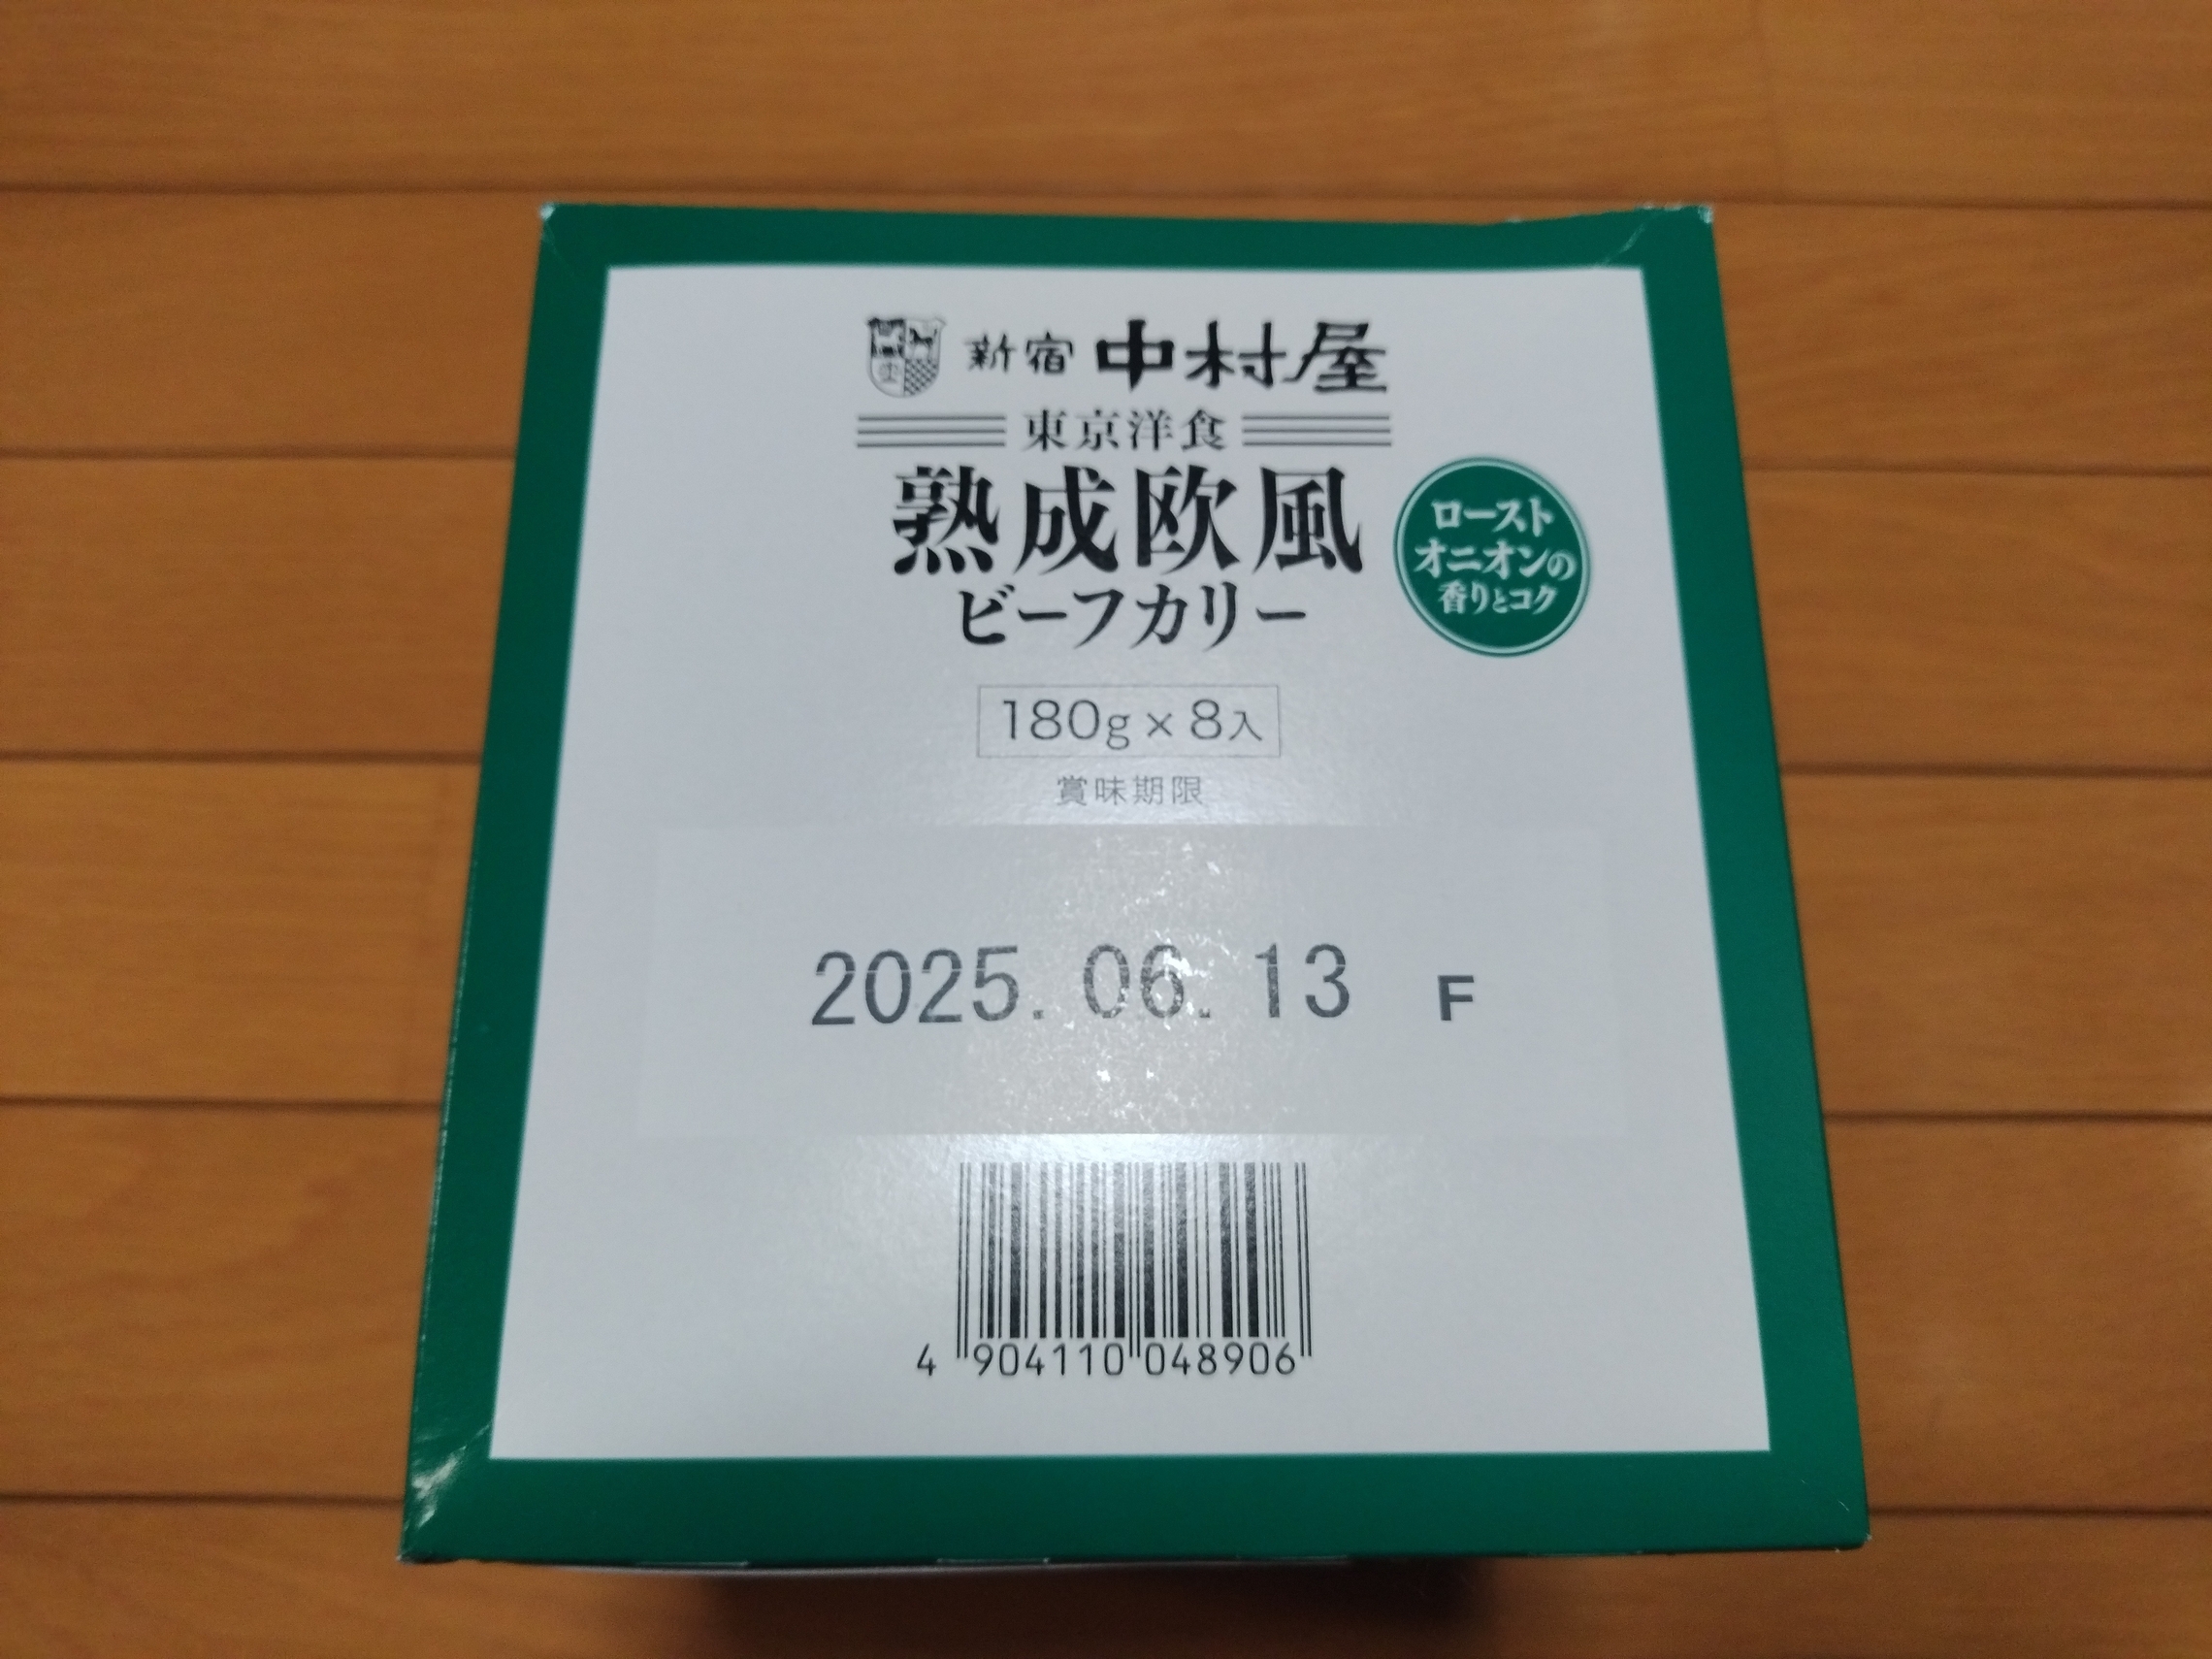 新宿 中村屋
東京洋食
熟成欧風
ビーフカリー
ロースト
オニオンの
香りとコク
180g×8入
賞味期限
2025.06.13 F
4 904110 048906